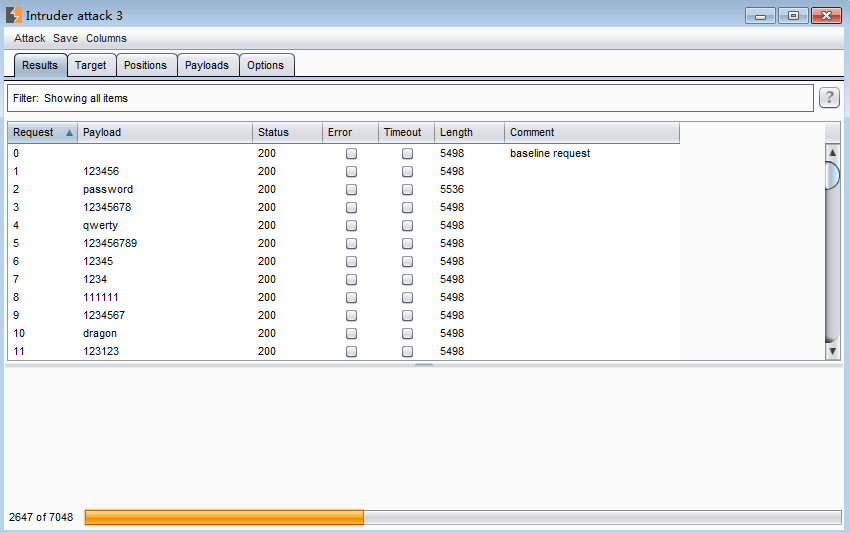 Intruder attack 3
Attack Save Columns
Results Target Positions Payloads Options
Filter: Showing all items ?
Request Payload Status Error Timeout Length Comment
0 200 5498 baseline request
1 123456 200 5498
2 password 200 5536
3 12345678 200 5498
4 qwerty 200 5498
5 123456789 200 5498
6 12345 200 5498
7 1234 200 5498
8 111111 200 5498
9 1234567 200 5498
10 dragon 200 5498
11 123123 200 5498
2647 of 7048